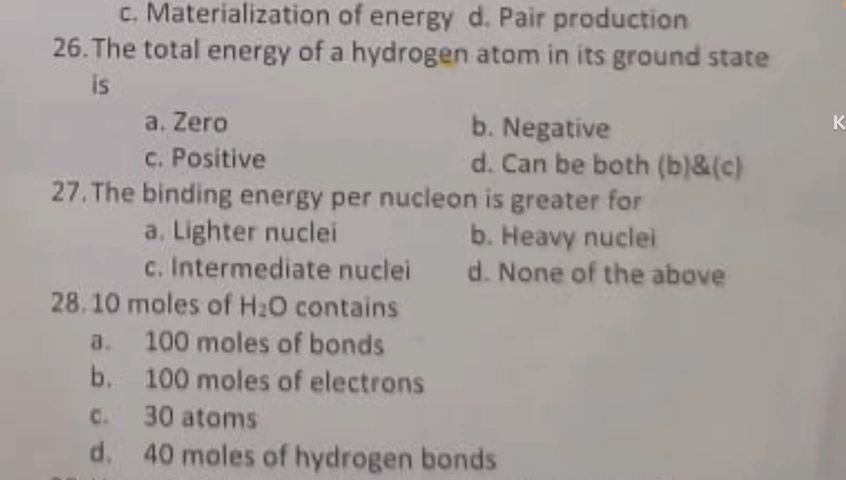 c. Materialization of energy d. Pair production
26. The total energy of a hydrogen atom in its ground state
is
a. Zero b. Negative
c. Positive d. Can be both (b)&(c)
27. The binding energy per nucleon is greater for
a. Lighter nuclei b. Heavy nuclei
c. Intermediate nuclei d. None of the above
28. 10 moles of H₂O contains
a. 100 moles of bonds
b. 100 moles of electrons
c. 30 atoms
d. 40 moles of hydrogen bonds
K